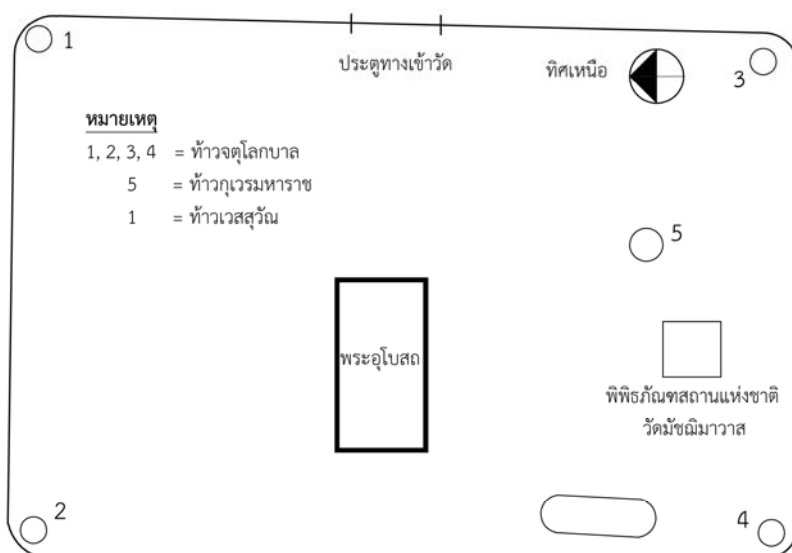 1
ประตูทางเข้าวัด
ทิศเหนือ
3
หมายเหตุ
1, 2, 3, 4 = ท้าวจตุโลกบาล
5 = ท้าวกุเวรมหาราช
1 = ท้าวเวสสุวัณ
5
พระอุโบสถ
พิพิธภัณฑสถานแห่งชาติ
วัดมัชฌิมาวาส
2
4